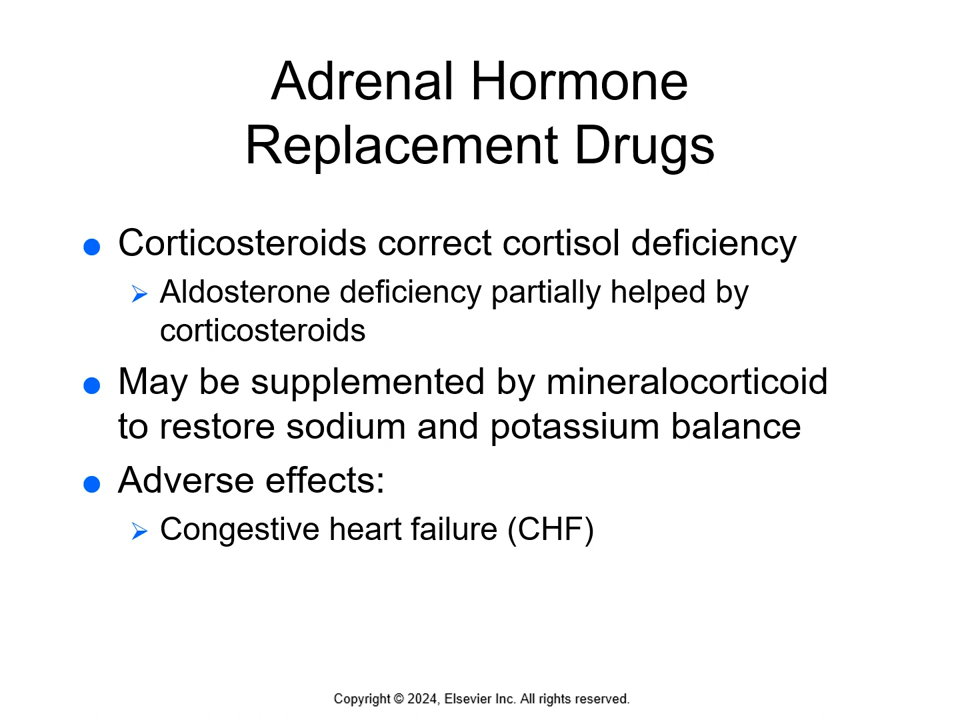 Adrenal Hormone
Replacement Drugs
● Corticosteroids correct cortisol deficiency
➢ Aldosterone deficiency partially helped by
corticosteroids
● May be supplemented by mineralocorticoid
to restore sodium and potassium balance
● Adverse effects:
➢ Congestive heart failure (CHF)
Copyright © 2024, Elsevier Inc. All rights reserved.